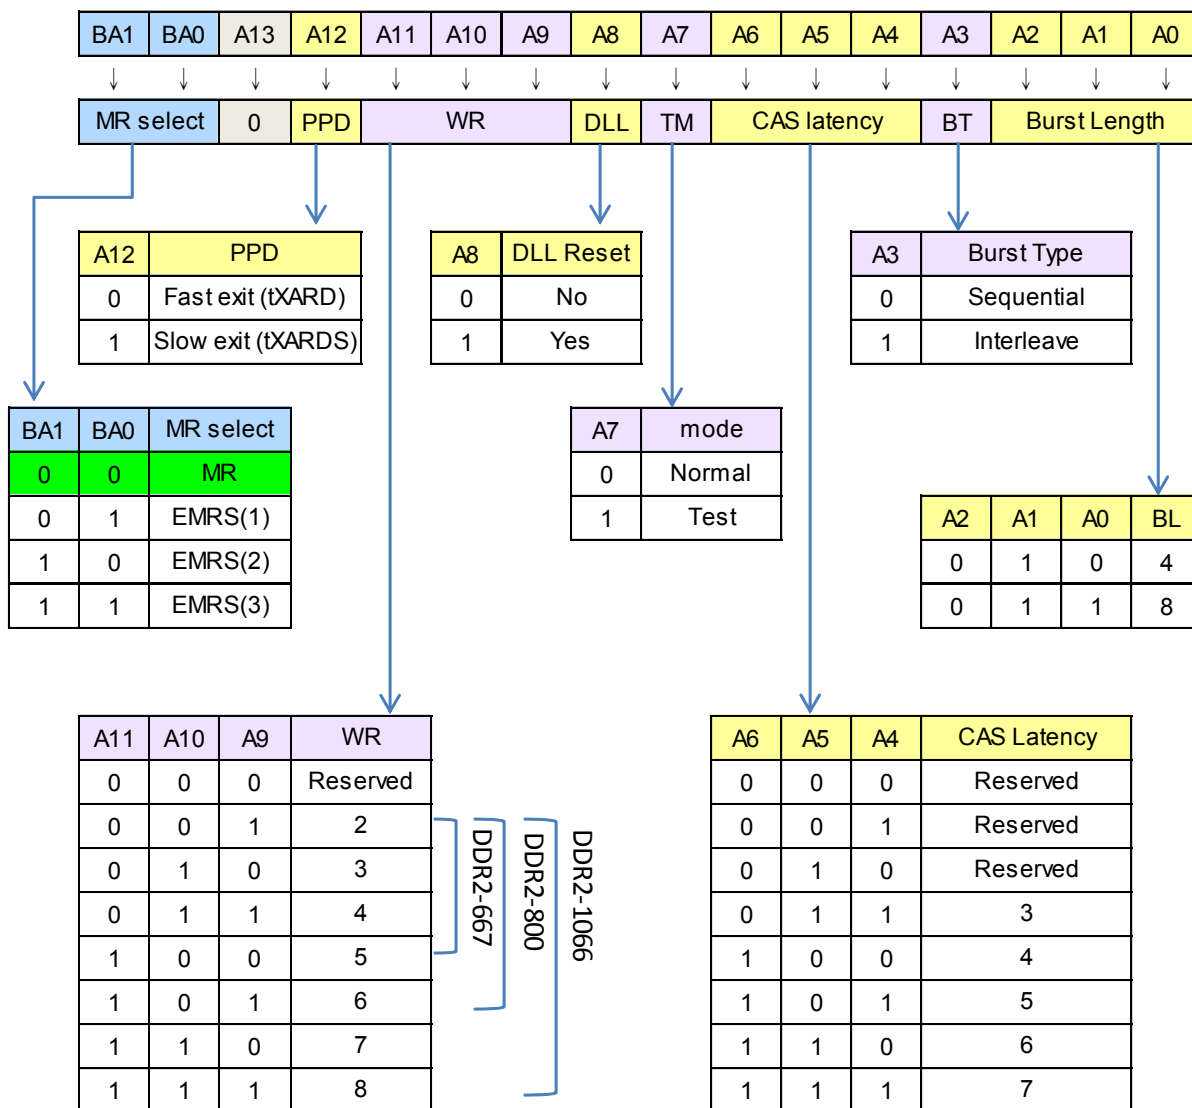 BA1 BA0 A13 A12 A11 A10 A9 A8 A7 A6 A5 A4 A3 A2 A1 A0
MR select 0 PPD WR DLL TM CAS latency BT Burst Length
A12 PPD
0 Fast exit (tXARD)
1 Slow exit (tXARDS)
A8 DLL Reset
0 No
1 Yes
A3 Burst Type
0 Sequential
1 Interleave
BA1 BA0 MR select
0 0 MR
0 1 EMRS(1)
1 0 EMRS(2)
1 1 EMRS(3)
A7 mode
0 Normal
1 Test
A2 A1 A0 BL
0 1 0 4
0 1 1 8
A11 A10 A9 WR
0 0 0 Reserved
0 0 1 2
0 1 0 3
0 1 1 4
1 0 0 5
1 0 1 6
1 1 0 7
1 1 1 8
DDR2-667
DDR2-800
DDR2-1066
A6 A5 A4 CAS Latency
0 0 0 Reserved
0 0 1 Reserved
0 1 0 Reserved
0 1 1 3
1 0 0 4
1 0 1 5
1 1 0 6
1 1 1 7